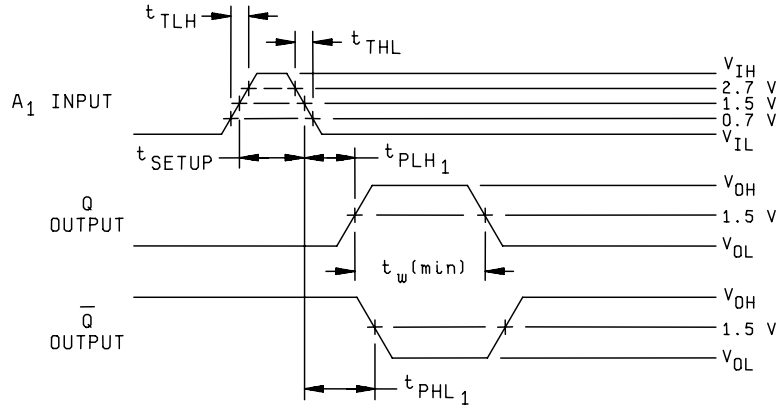 t_TLH
t_THL
A_1 INPUT
V_IH
2.7 V
1.5 V
0.7 V
V_IL
t_SETUP
t_PLH_1
Q
OUTPUT
V_OH
1.5 V
V_OL
t_w(min)
Q̅
OUTPUT
V_OH
1.5 V
V_OL
t_PHL_1